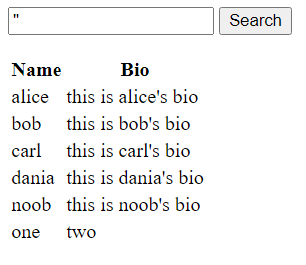 " Search
Name Bio
alice this is alice's bio
bob this is bob's bio
carl this is carl's bio
dania this is dania's bio
noob this is noob's bio
one two